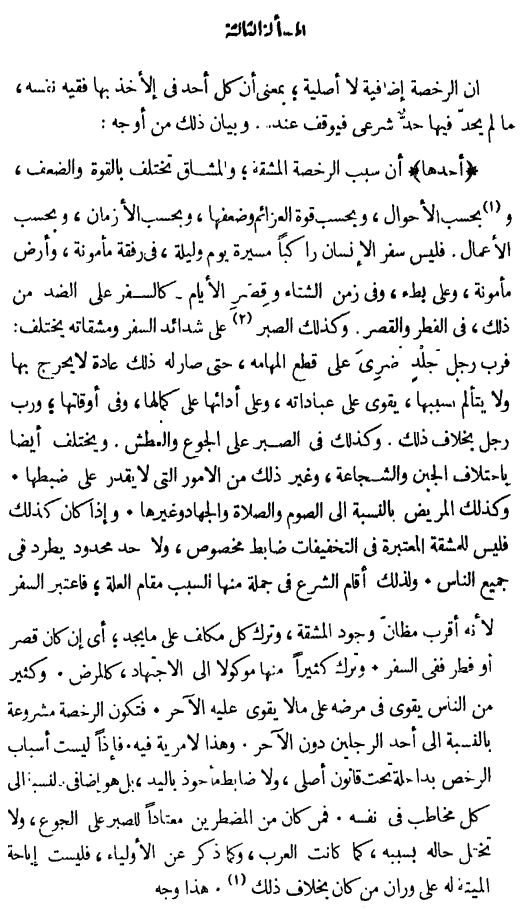 المسألة الثالثة
ان الرخصة إضافية لا أصلية ؛ بمعنى أن كل أحد فى الأخذ بها فقيه نفسه ،
ما لم يحدّ فيها حدٌّ شرعى فيوقف عنده . وبيان ذلك من أوجه :
﴿أحدها﴾ أن سبب الرخصة المشقة ؛ والمشاق تختلف بالقوة والضعف ،
و (١) بحسب الأحوال ، وبحسب قوة العزائم وضعفها ، وبحسب الأزمان ، وبحسب
الأعمال . فليس سفر الإنسان راكباً مسيرة يوم وليلة ، فى رفقة مأمونة ، وأرض
مأمونة ، وعلى بطء ، وفى زمن الشتاء وقِصَر الأيام ـ كالسفر على الضد من
ذلك ، فى الفطر والقصر . وكذلك الصبر (٢) على شدائد السفر ومشقاته يختلف :
فرب رجل جَلْدٍ ضَرِىَ على قطع المهامه ، حتى صار له ذلك عادة لايحرج بها
ولا يتألم بسببها ، يقوى على عباداته ، وعلى أدائها على كمالها ، وفى أوقاتها ؛ ورب
رجل بخلاف ذلك . وكذلك فى الصبر على الجوع والعطش . ويختلف أيضا
باختلاف الجبن والشجاعة ، وغير ذلك من الامور التى لايقدر على ضبطها •
وكذلك المريض بالنسبة الى الصوم والصلاة والجهاد وغيرها • وإذا كان كذلك
فليس للمشقة المعتبرة فى التخفيفات ضابط مخصوص ، ولا حد محدود يطرد فى
جميع الناس • ولذلك أقام الشرع فى جملة منها السبب مقام العلة ؛ فاعتبر السفر
لأنه أقرب مظانّ وجود المشقة ، وترك كل مكلف على مايجد ؛ أى إن كان قصر
أو فطر ففى السفر • وترك كثيراً منها موكولا الى الاجتهاد ، كالمرض • وكثير
من الناس يقوى فى مرضه على مالا يقوى عليه الآخر • فتكون الرخصة مشروعة
بالنسبة الى أحد الرجلين دون الآخر • وهذا لامرية فيه • فإذاً ليست أسباب
الرخص بداخلة تحت قانون أصلى ، ولا ضابط مأخوذ باليد ، بل هو إضافى بالنسبة الى
كل مخاطب فى نفسه • فمن كان من المضطرين معتاداً للصبر على الجوع ، ولا
تختل حاله بسببه ، كما كانت العرب ، وكما ذكر عن الأولياء ، فليست إباحة
الميتة له على وزان من كان بخلاف ذلك (١) • هذا وجه